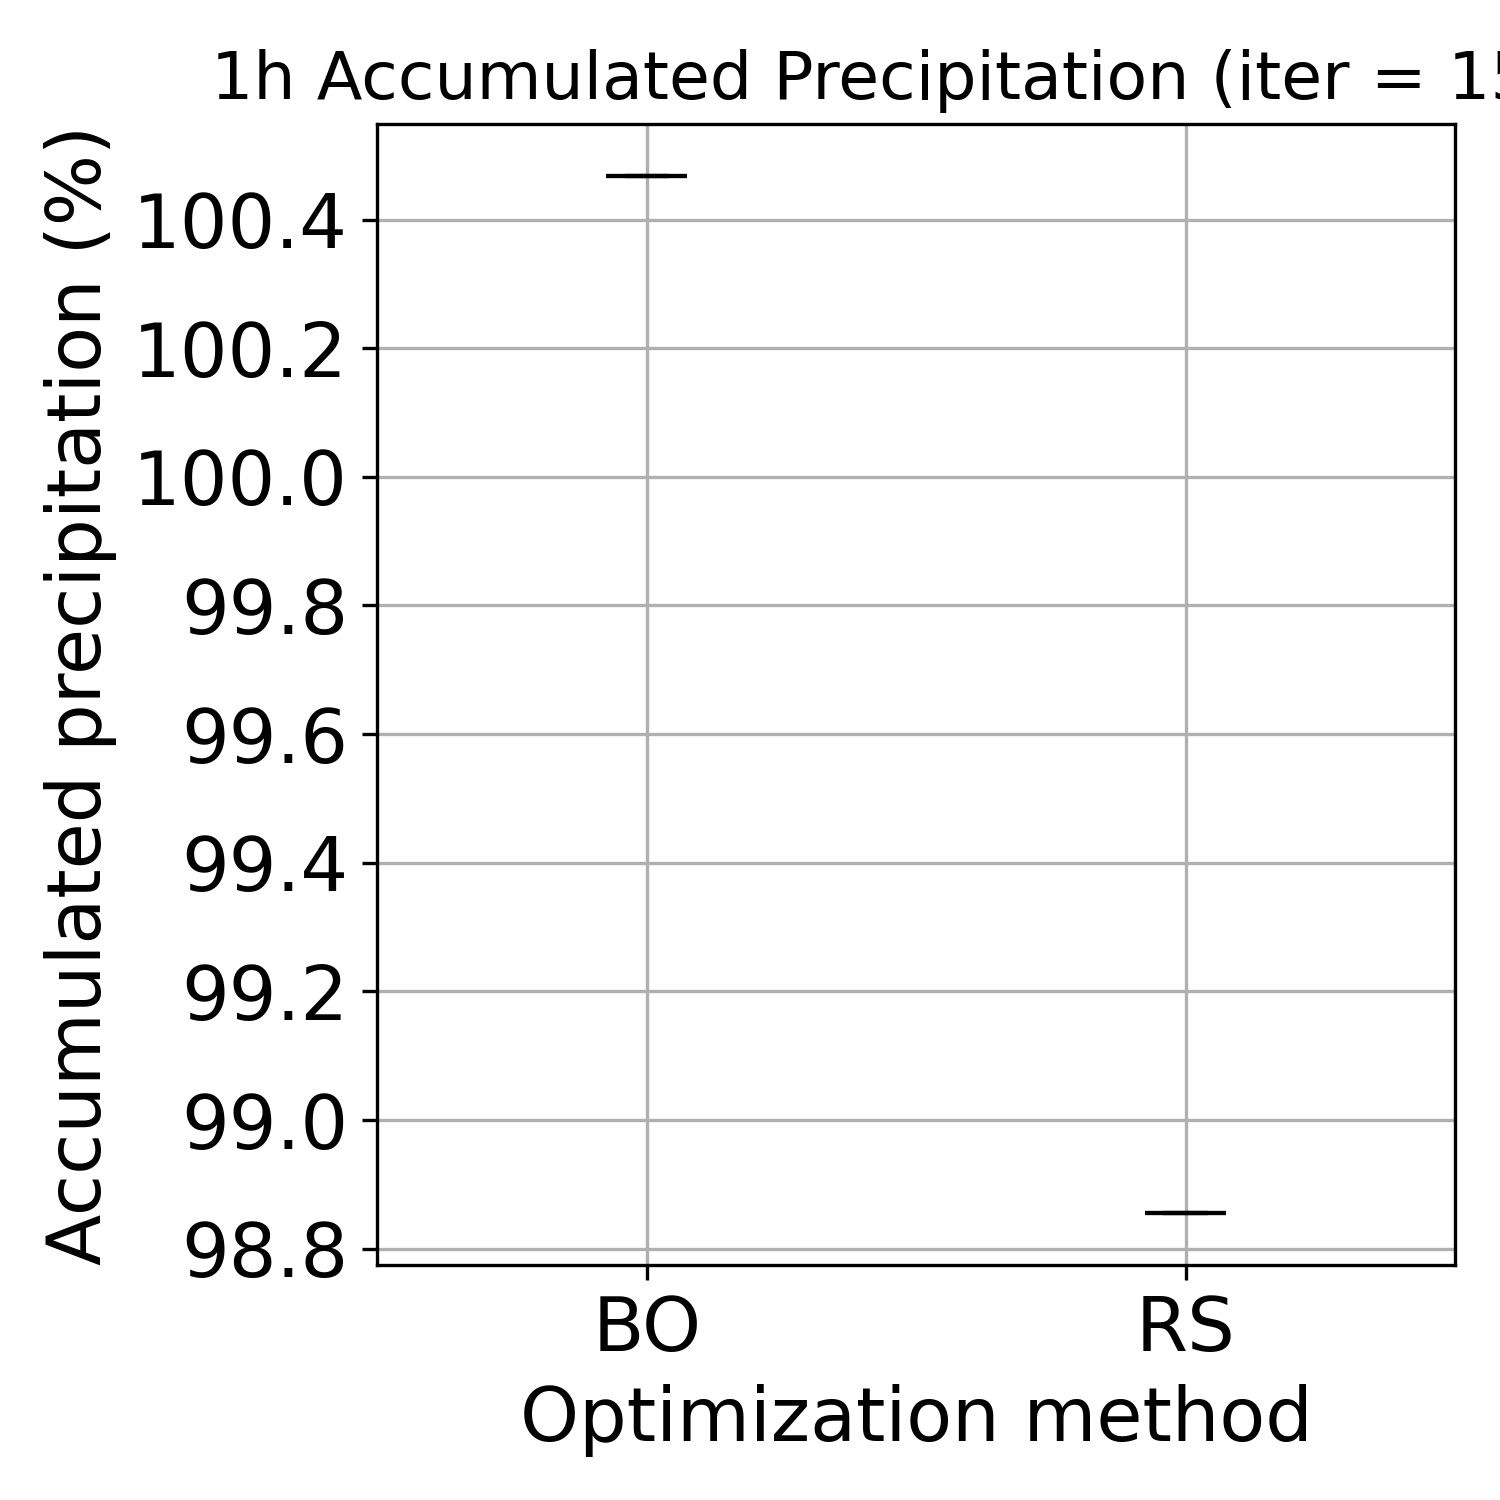 1h Accumulated Precipitation (iter = 15
Accumulated precipitation (%)
100.4
100.2
100.0
99.8
99.6
99.4
99.2
99.0
98.8
BO RS
Optimization method